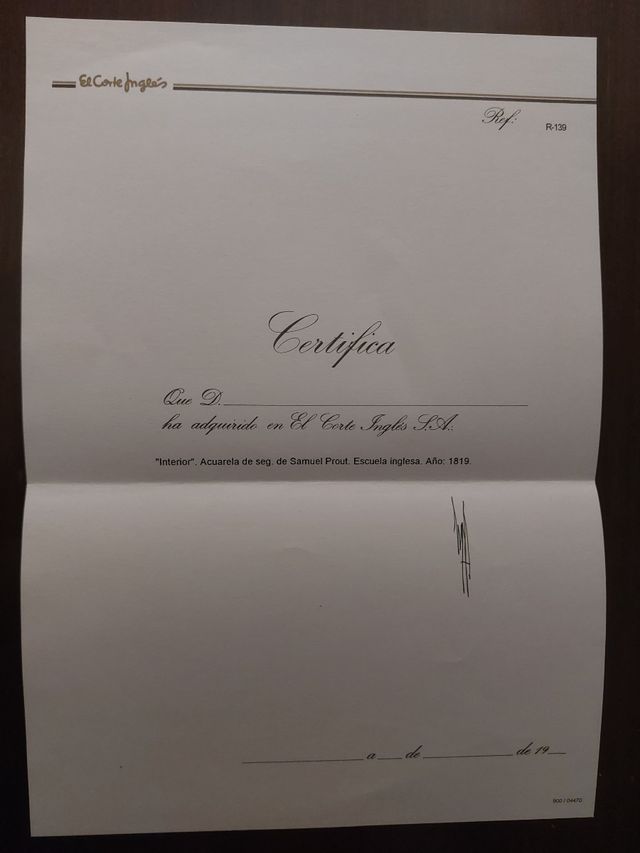 El Corte Inglés
Ref: R-139
Certifica
Que D.
ha adquirido en El Corte Inglés S.A.:
"Interior". Acuarela de seg. de Samuel Prout. Escuela inglesa. Año: 1819.
a de de 19
900 / 04470